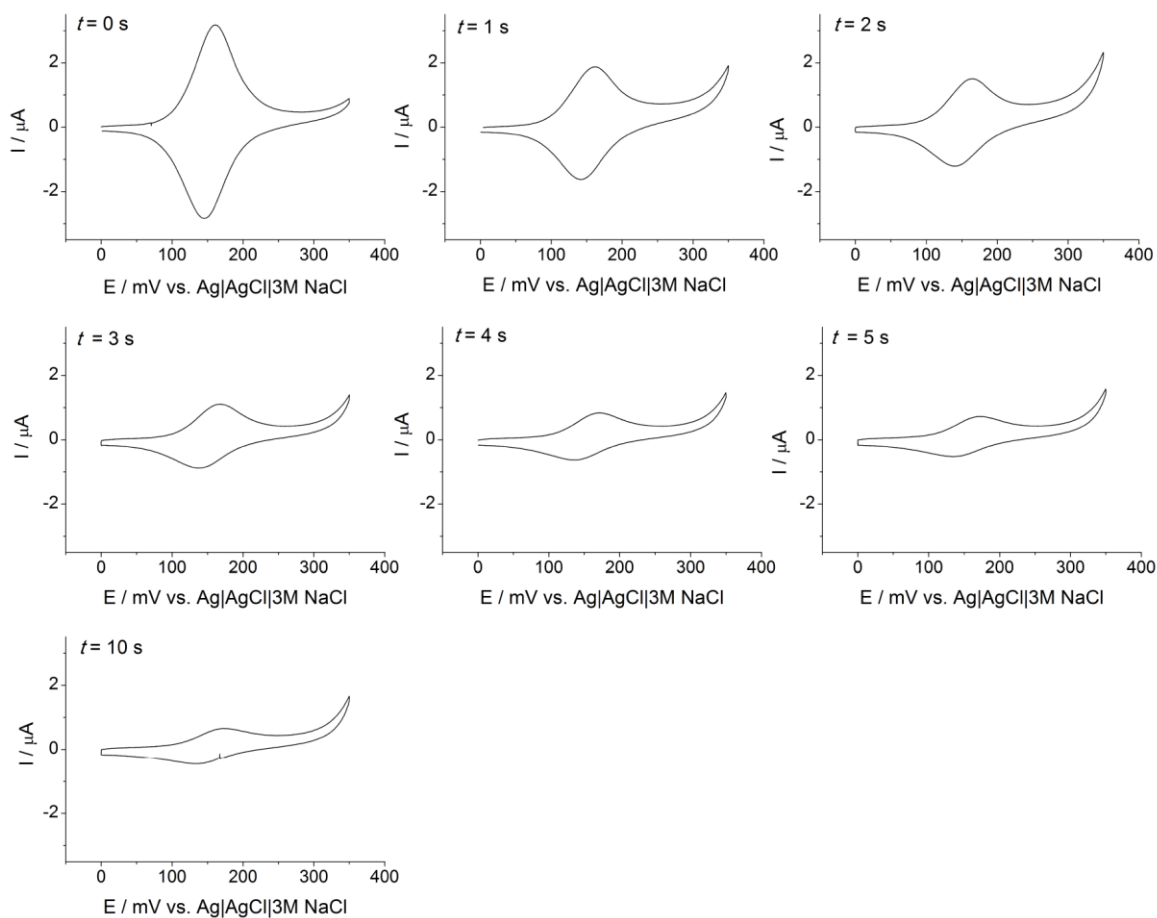 t = 0 s
2
0
-2
I / μA
0 100 200 300 400
E / mV vs. Ag|AgCl|3M NaCl
t = 1 s
2
0
-2
I / μA
0 100 200 300 400
E / mV vs. Ag|AgCl|3M NaCl
t = 2 s
2
0
-2
I / μA
0 100 200 300 400
E / mV vs. Ag|AgCl|3M NaCl
t = 3 s
2
0
-2
I / μA
0 100 200 300 400
E / mV vs. Ag|AgCl|3M NaCl
t = 4 s
2
0
-2
I / μA
0 100 200 300 400
E / mV vs. Ag|AgCl|3M NaCl
t = 5 s
2
0
-2
I / μA
0 100 200 300 400
E / mV vs. Ag|AgCl|3M NaCl
t = 10 s
2
0
-2
I / μA
0 100 200 300 400
E / mV vs. Ag|AgCl|3M NaCl